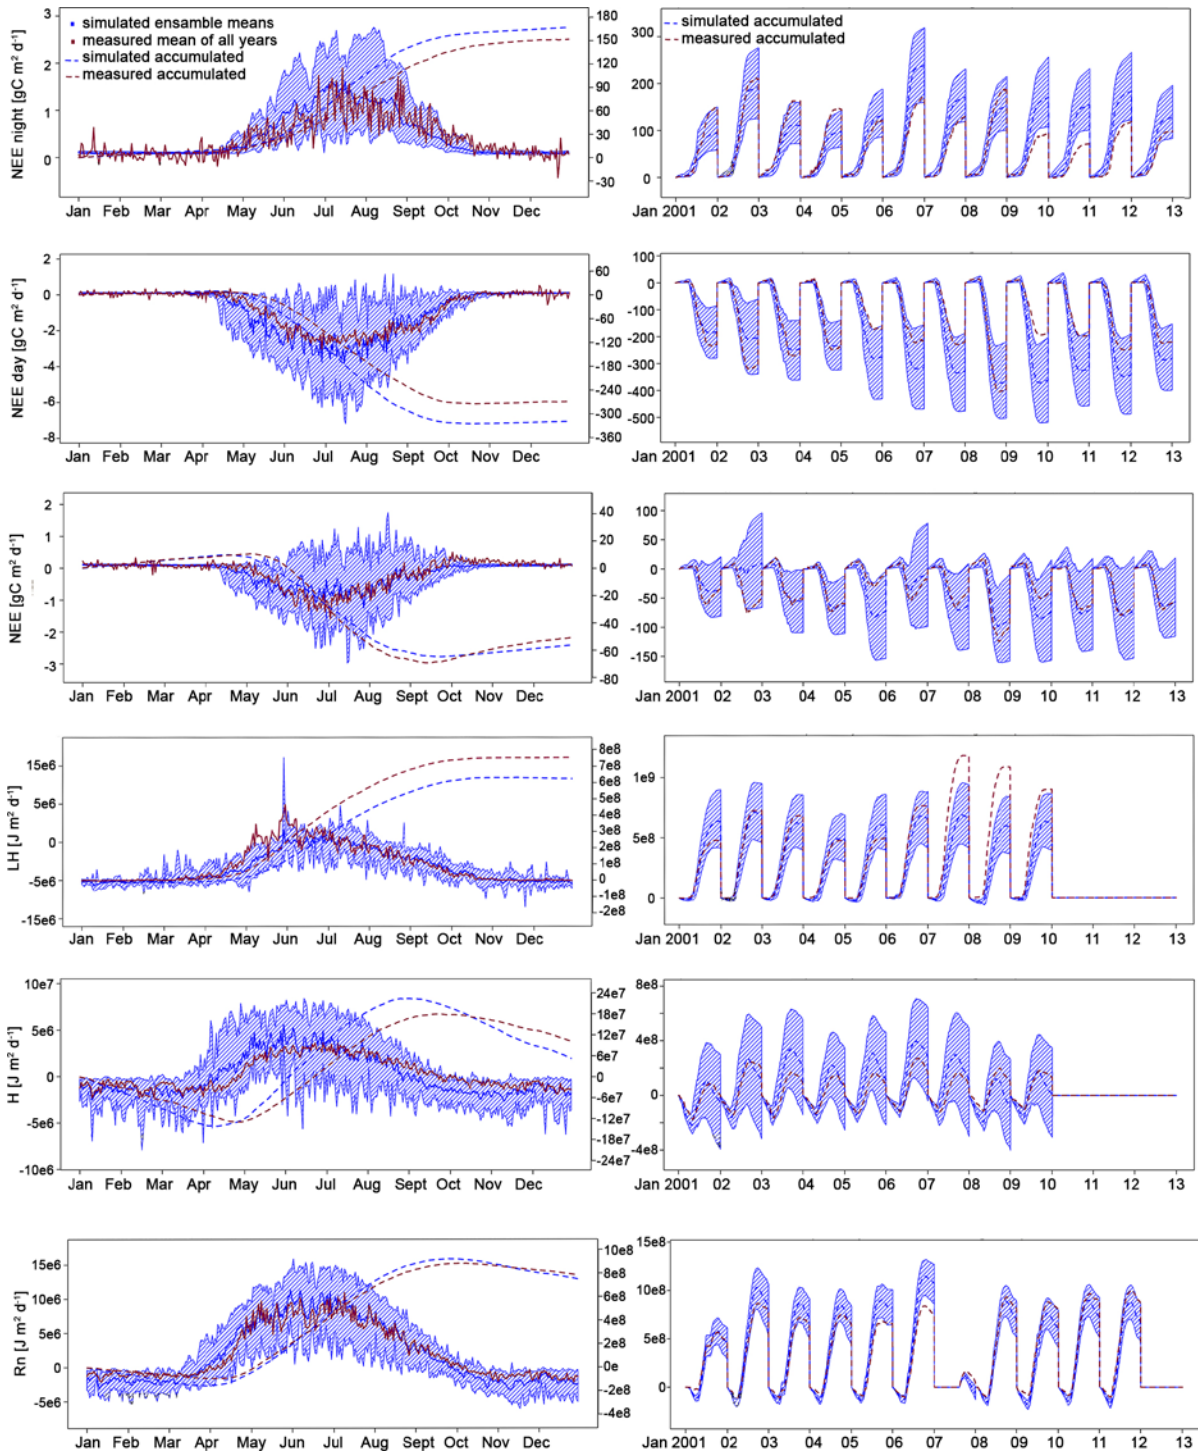 simulated ensamble means
measured mean of all years
simulated accumulated
measured accumulated
NEE night [gC m² d⁻¹]
3
2
1
0
160
120
90
60
30
0
-30
Jan Feb Mar Apr May Jun Jul Aug Sept Oct Nov Dec
simulated accumulated
measured accumulated
300
200
100
0
Jan 2001 02 03 04 05 06 07 08 09 10 11 12 13
NEE day [gC m² d⁻¹]
2
0
-2
-4
-6
-8
60
0
-60
-120
-180
-240
-300
-360
Jan Feb Mar Apr May Jun Jul Aug Sept Oct Nov Dec
100
0
-100
-200
-300
-400
-500
Jan 2001 02 03 04 05 06 07 08 09 10 11 12 13
NEE [gC m² d⁻¹]
2
1
0
-1
-2
-3
40
20
0
-20
-40
-60
-80
Jan Feb Mar Apr May Jun Jul Aug Sept Oct Nov Dec
100
50
0
-50
-100
-150
Jan 2001 02 03 04 05 06 07 08 09 10 11 12 13
LH [J m² d⁻¹]
15e6
5e6
0
-5e6
-15e6
8e8
7e8
6e8
5e8
4e8
3e8
2e8
1e8
0
-1e8
-2e8
Jan Feb Mar Apr May Jun Jul Aug Sept Oct Nov Dec
1e9
5e8
0
Jan 2001 02 03 04 05 06 07 08 09 10 11 12 13
H [J m² d⁻¹]
10e7
5e6
0
-5e6
-10e6
24e7
18e7
12e7
6e7
0
-6e7
-12e7
-18e7
-24e7
Jan Feb Mar Apr May Jun Jul Aug Sept Oct Nov Dec
8e8
4e8
0
-4e8
Jan 2001 02 03 04 05 06 07 08 09 10 11 12 13
Rn [J m² d⁻¹]
15e6
10e6
5e6
0
-5e6
10e8
8e8
6e8
4e8
2e8
0e
-2e8
-4e8
Jan Feb Mar Apr May Jun Jul Aug Sept Oct Nov Dec
15e8
10e8
5e8
0
Jan 2001 02 03 04 05 06 07 08 09 10 11 12 13